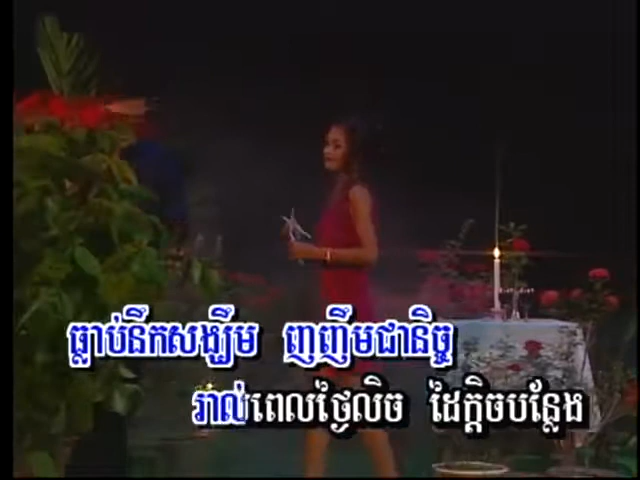 ធ្លាប់នឹកសង្ឃឹម ញញឹមជានិច្ច
រាល់ពេលថ្ងៃលិច ដៃក្ដិចបន្លែង